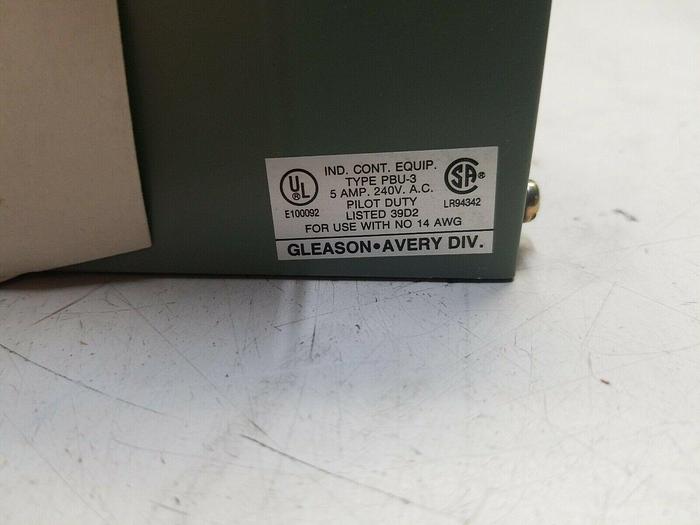 UL®
E100092
IND. CONT. EQUIP.
TYPE PBU-3
5 AMP. 240V. A.C.
PILOT DUTY
LISTED 39D2
FOR USE WITH NO 14 AWG
SA®
LR94342
GLEASON•AVERY DIV.